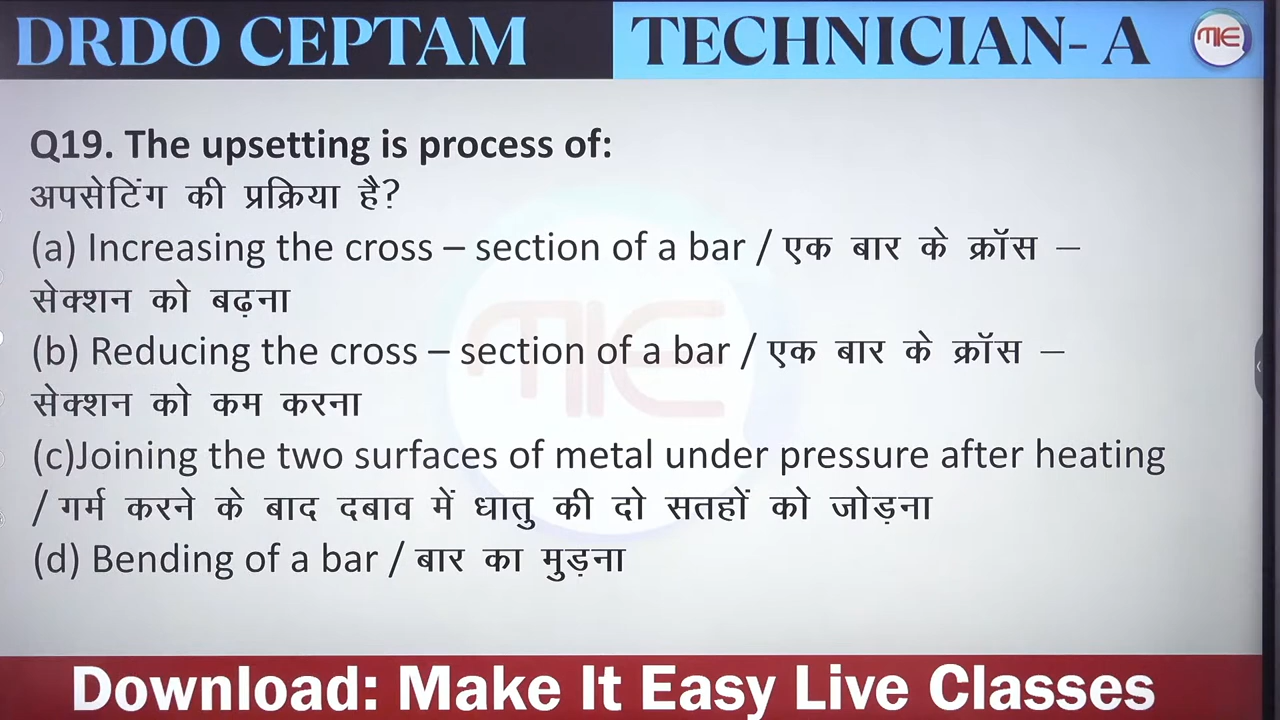 DRDO CEPTAM TECHNICIAN- A MIE
Q19. The upsetting is process of:
अपसेटिंग की प्रक्रिया है?
(a) Increasing the cross – section of a bar / एक बार के क्रॉस –
सेक्शन को बढ़ना
(b) Reducing the cross – section of a bar / एक बार के क्रॉस –
सेक्शन को कम करना
(c)Joining the two surfaces of metal under pressure after heating
/ गर्म करने के बाद दबाव में धातु की दो सतहों को जोड़ना
(d) Bending of a bar / बार का मुड़ना
MIE
Download: Make It Easy Live Classes